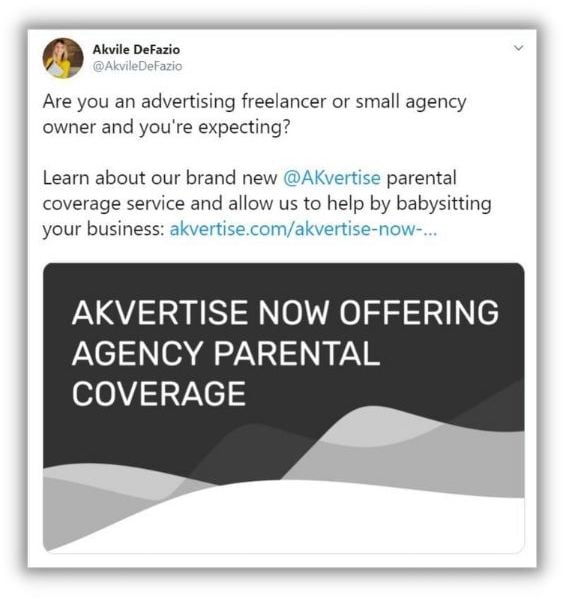 Akvile DeFazio
@AkvileDeFazio
Are you an advertising freelancer or small agency
owner and you're expecting?
Learn about our brand new @AKvertise parental
coverage service and allow us to help by babysitting
your business: akvertise.com/akvertise-now-...
AKVERTISE NOW OFFERING
AGENCY PARENTAL
COVERAGE